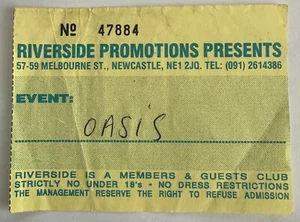 Nº 47884
RIVERSIDE PROMOTIONS PRESENTS
57-59 MELBOURNE ST., NEWCASTLE, NE1 2JQ. TEL: (091) 2614386
EVENT:
OASIS
RIVERSIDE IS A MEMBERS & GUESTS CLUB
STRICTLY NO UNDER 18's • NO DRESS RESTRICTIONS
THE MANAGEMENT RESERVE THE RIGHT TO REFUSE ADMISSION